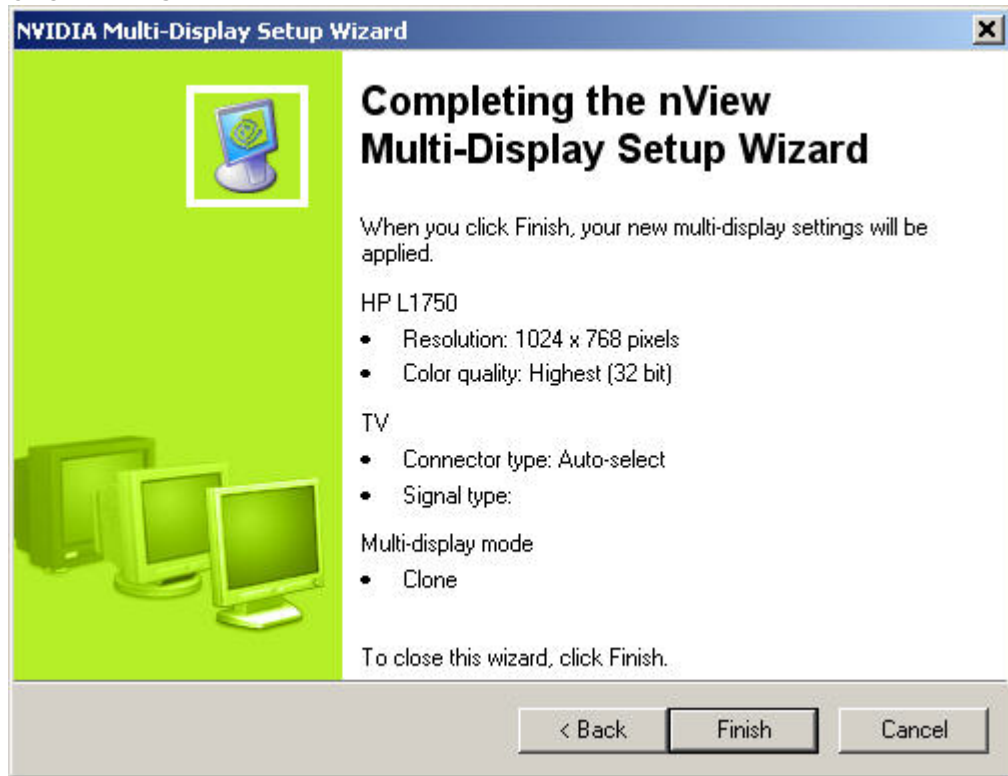 NVIDIA Multi-Display Setup Wizard
Completing the nView
Multi-Display Setup Wizard
When you click Finish, your new multi-display settings will be
applied.
HP L1750
• Resolution: 1024 x 768 pixels
• Color quality: Highest (32 bit)
TV
• Connector type: Auto-select
• Signal type:
Multi-display mode
• Clone
To close this wizard, click Finish.
< Back Finish Cancel